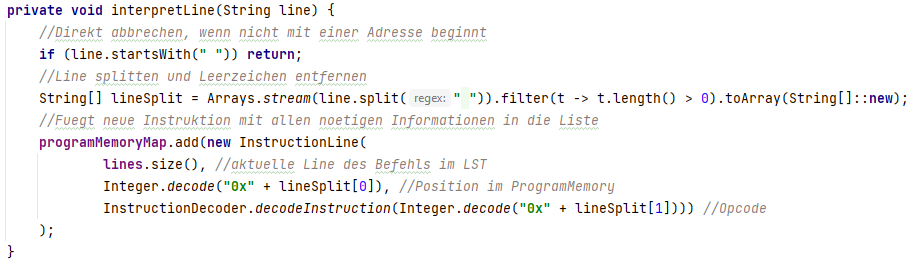 private void interpretLine(String line) {
//Direkt abbrechen, wenn nicht mit einer Adresse beginnt
if (line.startsWith(" ")) return;
//Line splitten und Leerzeichen entfernen
String[] lineSplit = Arrays.stream(line.split( regex: " ")).filter(t -> t.length() > 0).toArray(String[]::new);
//Fuegt neue Instruktion mit allen noetigen Informationen in die Liste
programMemoryMap.add(new InstructionLine(
lines.size(), //aktuelle Line des Befehls im LST
Integer.decode("0x" + lineSplit[0]), //Position im ProgramMemory
InstructionDecoder.decodeInstruction(Integer.decode("0x" + lineSplit[1]))) //Opcode
);
}